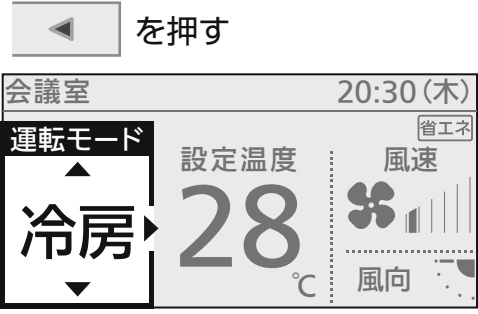 を押す
会議室 20:30(木)
省エネ
運転モード 設定温度 風速
冷房 28℃
風向